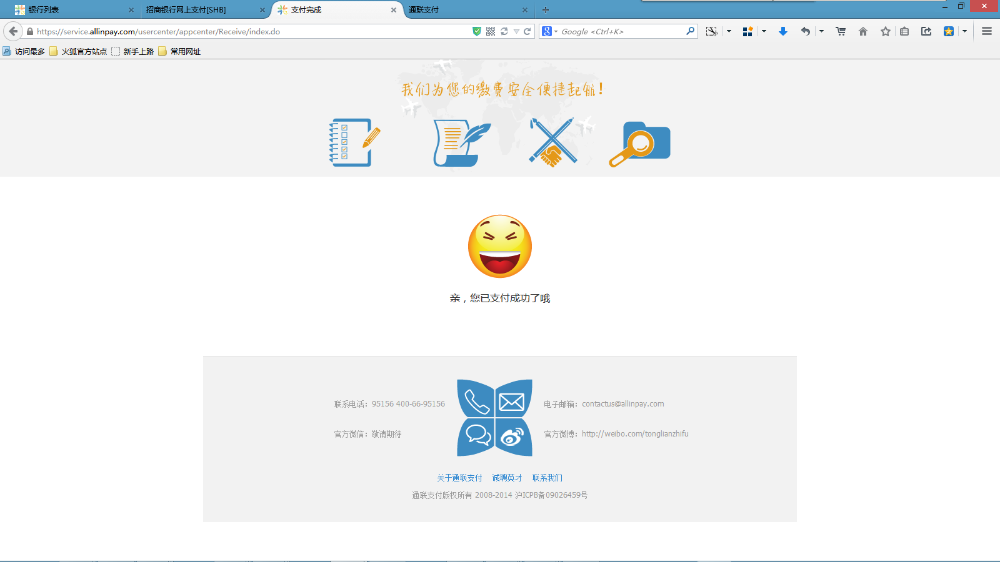 银行列表
招商银行网上支付[SHB]
支付完成
通联支付
https://service.allinpay.com/usercenter/appcenter/Receive/index.do
Google <Ctrl+K>
访问最多
火狐官方站点
新手上路
常用网址
我们为您的缴费安全便捷起航!
亲，您已支付成功了哦
联系电话：95156 400-66-95156
电子邮箱：contactus@allinpay.com
官方微信：敬请期待
官方微博：http://weibo.com/tonglianzhifu
关于通联支付 诚聘英才 联系我们
通联支付版权所有 2008-2014 沪ICPB备09026459号